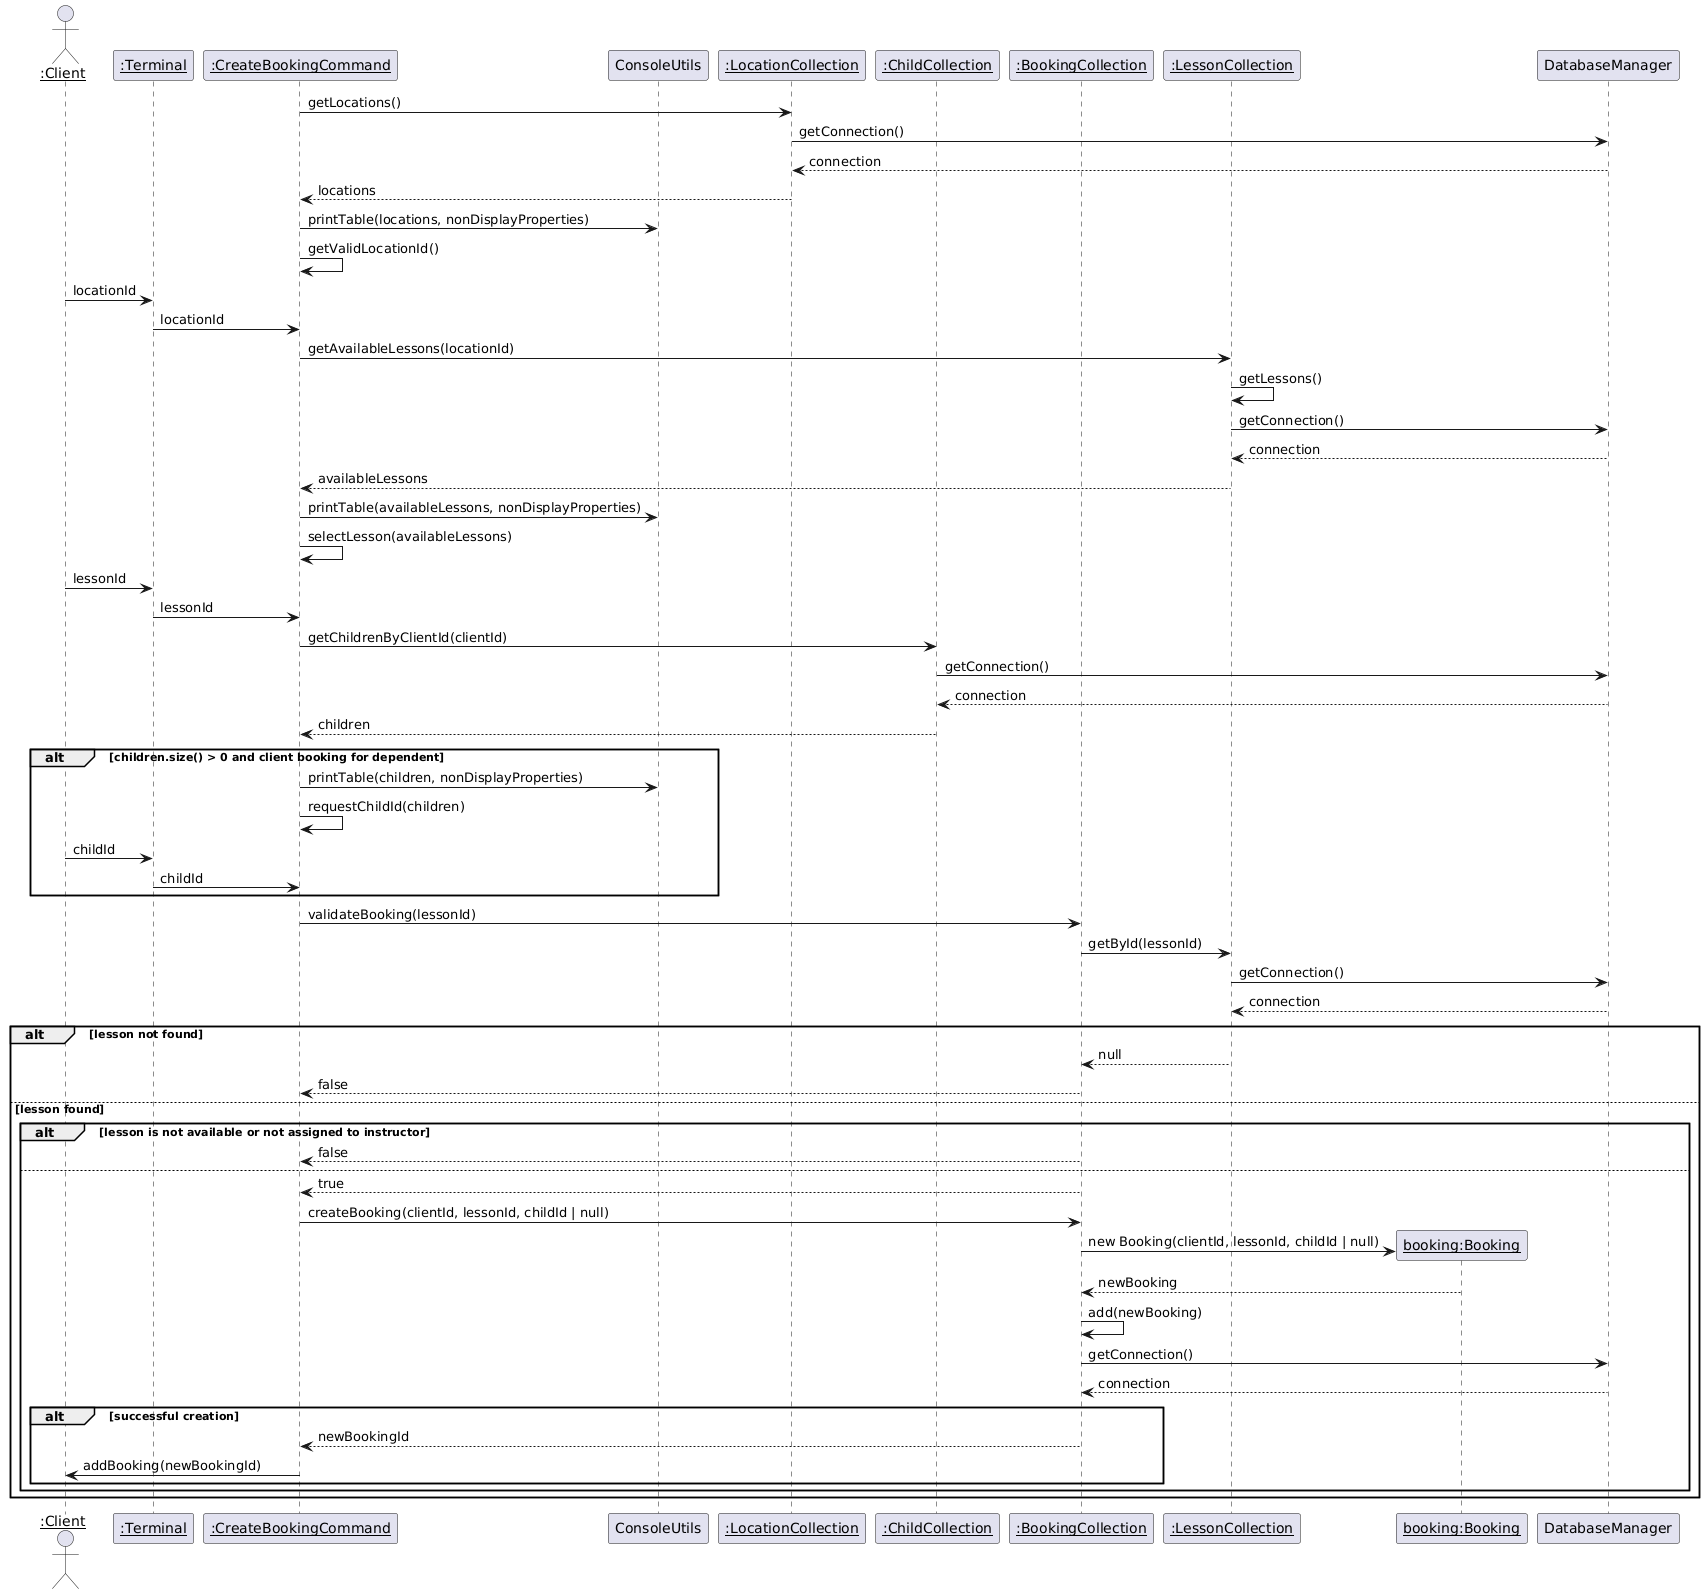 :Client
:Terminal
:CreateBookingCommand
ConsoleUtils
:LocationCollection
:ChildCollection
:BookingCollection
:LessonCollection
DatabaseManager
getLocations()
getConnection()
connection
locations
printTable(locations, nonDisplayProperties)
getValidLocationId()
locationId
locationId
getAvailableLessons(locationId)
getLessons()
getConnection()
connection
availableLessons
printTable(availableLessons, nonDisplayProperties)
selectLesson(availableLessons)
lessonId
lessonId
getChildrenByClientId(clientId)
getConnection()
connection
children
alt [children.size() > 0 and client booking for dependent]
printTable(children, nonDisplayProperties)
requestChildId(children)
childId
childId
validateBooking(lessonId)
getById(lessonId)
getConnection()
connection
alt [lesson not found]
null
false
[lesson found]
alt [lesson is not available or not assigned to instructor]
false
true
createBooking(clientId, lessonId, childId | null)
new Booking(clientId, lessonId, childId | null)
booking:Booking
newBooking
add(newBooking)
getConnection()
connection
alt [successful creation]
newBookingId
addBooking(newBookingId)
:Client
:Terminal
:CreateBookingCommand
ConsoleUtils
:LocationCollection
:ChildCollection
:BookingCollection
:LessonCollection
booking:Booking
DatabaseManager